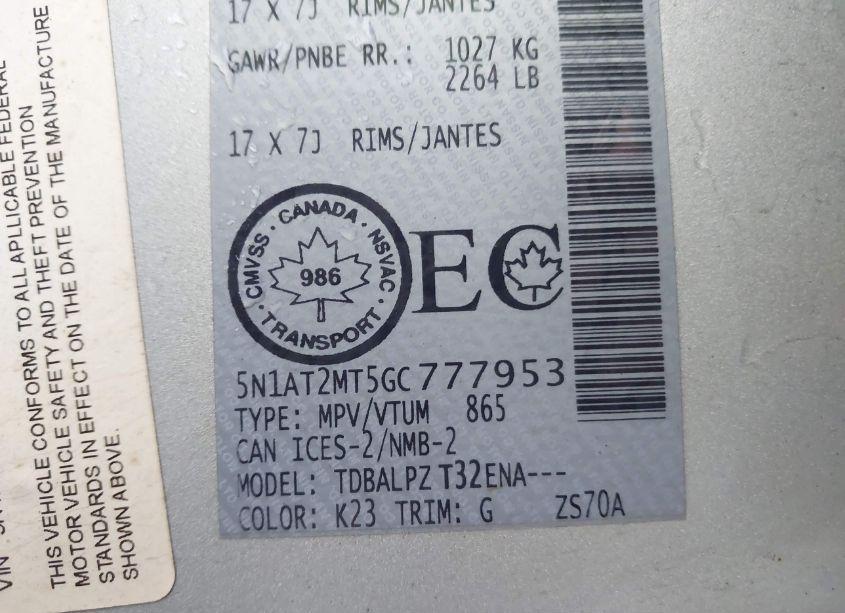 17 X 7J RIMS/JANTES
GAWR/PNBE RR.: 1027 KG
2264 LB
17 X 7J RIMS/JANTES
CMVSS · CANADA · NSVAC
986
· TRANSPORT ·
EC
5N1AT2MT5GC777953
TYPE: MPV/VTUM 865
CAN ICES-2/NMB-2
MODEL: TDBALPZ T32ENA---
COLOR: K23 TRIM: G ZS70A
THIS VEHICLE CONFORMS TO ALL APLLICABLE FEDERAL
MOTOR VEHICLE SAFETY AND THEFT PREVENTION
STANDARDS IN EFFECT ON THE DATE OF THE MANUFACTURE
SHOWN ABOVE.
VIN